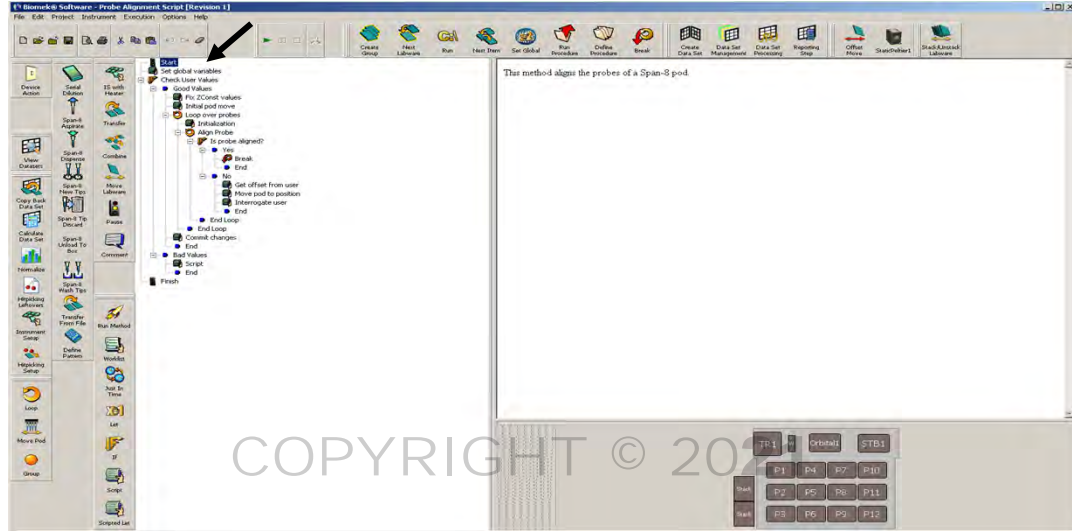 Biomek® Software - Probe Alignment Script [Revision 1]
File Edit Project Instrument Execution Options Help
Create Group
Next Labware
Run
Next Item
Set Global
Run Procedure
Define Procedure
Break
Create Data Set
Data Set Management
Data Set Processing
Reporting Step
Offset Move
Stack/Unstack Labware
Device Action
View Datasets
Copy Back Data Set
Calculate Data Set
Normalize
Hitpicking Leftovers
Instrument Setup
Hitpicking Setup
Loop
Move Pod
Group
Serial Dilution
Span-8 Aspirate
Span-8 Dispense
Span-8 New Tips
Span-8 Tip Discard
Span-8 Unload To Box
Span-8 Wash Tips
Transfer From File
Define Pattern
IS with Heater
Transfer
Combine
Move Labware
Pause
Comment
Run Method
Worklist
Just In Time
Let
If
Script
Scripted Let
Start
Set global variables
Check User Values
Good Values
Fix ZConst values
Initial pod move
Loop over probes
Initialization
Align Probe
Is probe aligned?
Yes
Break
End
No
Get offset from user
Move pod to position
Interrogate user
End
End Loop
End Loop
Commit changes
End
Bad Values
Script
End
Finish
This method aligns the probes of a Span-8 pod.
TR1
Orbital1
STB1
P1 P4 P7 P10
P2 P5 P8 P11
P3 P6 P9 P12
COPYRIGHT © 2021